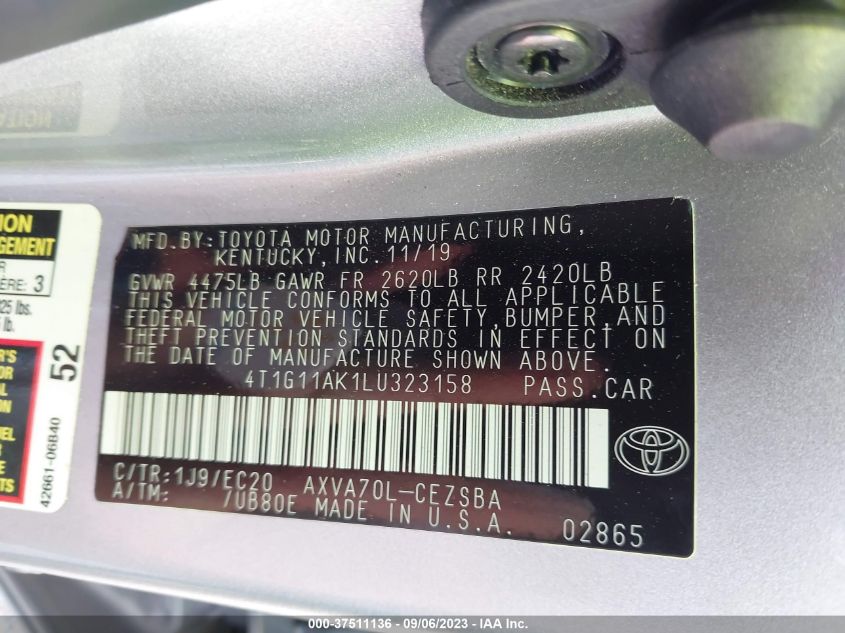 MFD.BY:TOYOTA MOTOR MANUFACTURING,
KENTUCKY,INC.11/19
GVWR 4475LB GAWR FR 2620LB RR 2420LB
THIS VEHICLE CONFORMS TO ALL APPLICABLE
FEDERAL MOTOR VEHICLE SAFETY,BUMPER,AND
THEFT PREVENTION STANDARDS IN EFFECT ON
THE DATE OF MANUFACTURE SHOWN ABOVE.
4T1G11AK1LU323158 PASS.CAR
C/TR:1J9/EC20 AXVA70L-CEZSBA
A/TM: /UB80E MADE IN U.S.A. 02865
3
lb.
52
42661-06B40
000-37511136 - 09/06/2023 - IAA Inc.